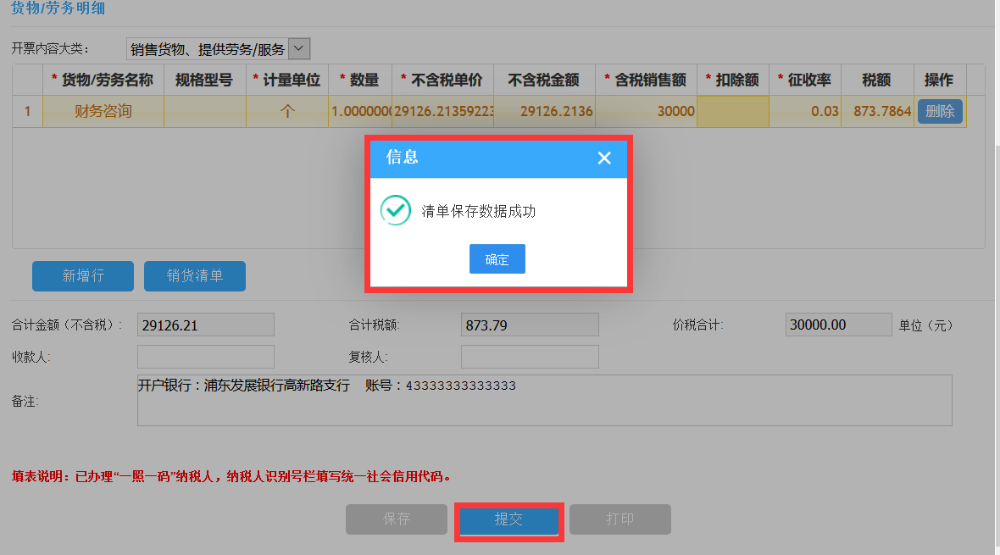 货物/劳务明细
开票内容大类： 销售货物、提供劳务/服务
* 货物/劳务名称 规格型号 * 计量单位 * 数量 * 不含税单价 不含税金额 * 含税销售额 * 扣除额 * 征收率 税额 操作
1 财务咨询 个 1.0000000 29126.21359223 29126.2136 30000 0.03 873.7864 删除
信息
清单保存数据成功
确定
新增行 销货清单
合计金额（不含税）: 29126.21 合计税额: 873.79 价税合计: 30000.00 单位（元）
收款人: 复核人:
备注: 开户银行：浦东发展银行高新路支行 账号：43333333333333
填表说明：已办理“一照一码”纳税人，纳税人识别号栏填写统一社会信用代码。
保存 提交 打印